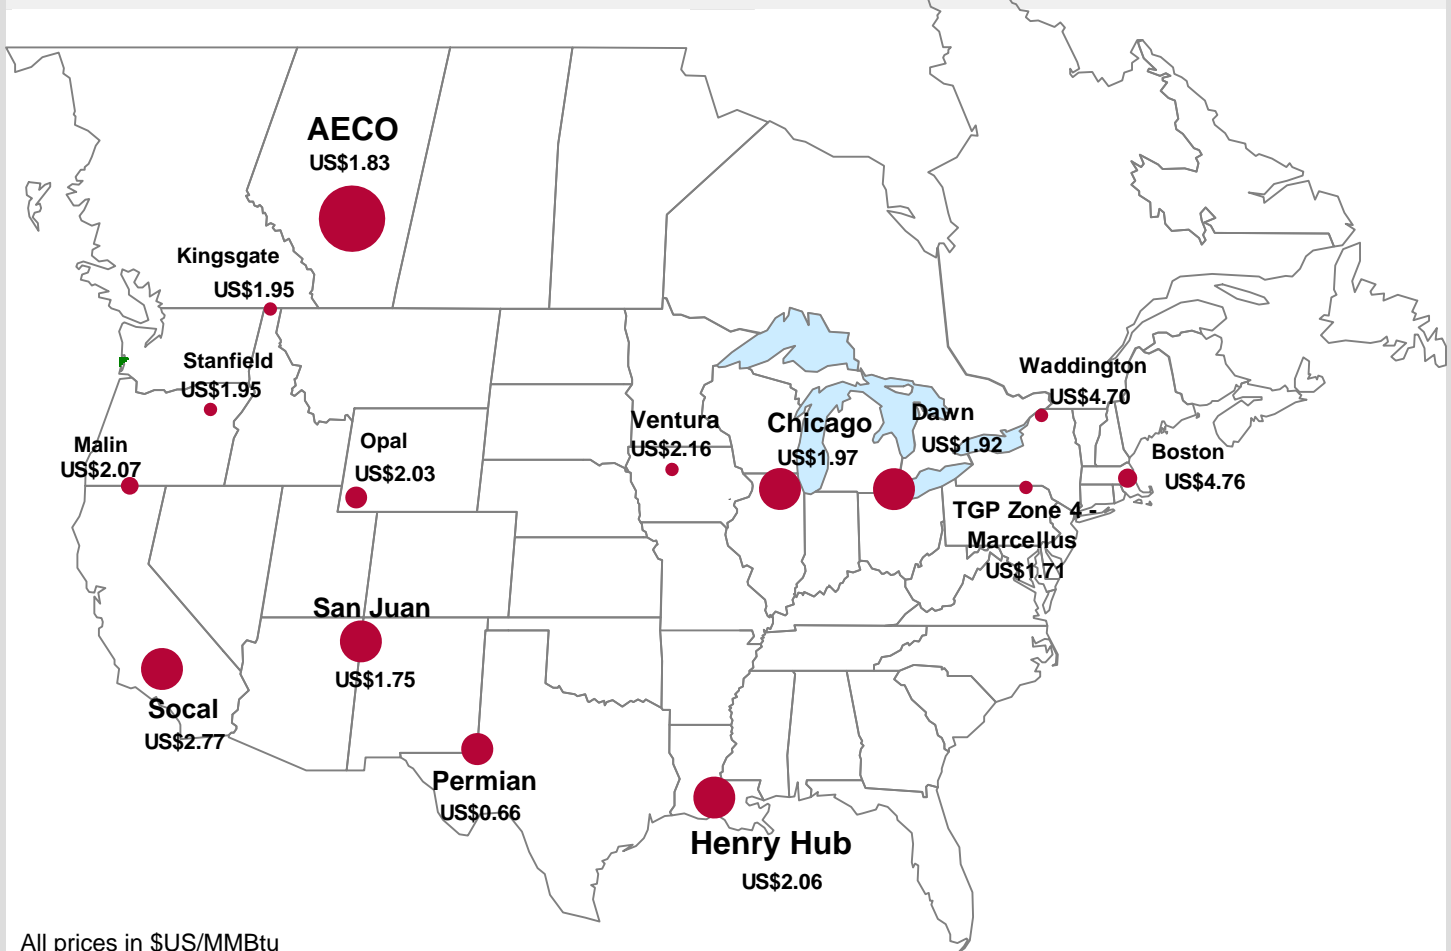 AECO
US$1.83
Kingsgate
US$1.95
Stanfield
US$1.95
Malin
US$2.07
Opal
US$2.03
Ventura
US$2.16
Chicago
US$1.97
Dawn
US$1.92
Waddington
US$4.70
Boston
US$4.76
TGP Zone 4 -
Marcellus
US$1.71
San Juan
US$1.75
Socal
US$2.77
Permian
US$0.66
Henry Hub
US$2.06
All prices in $US/MMBtu